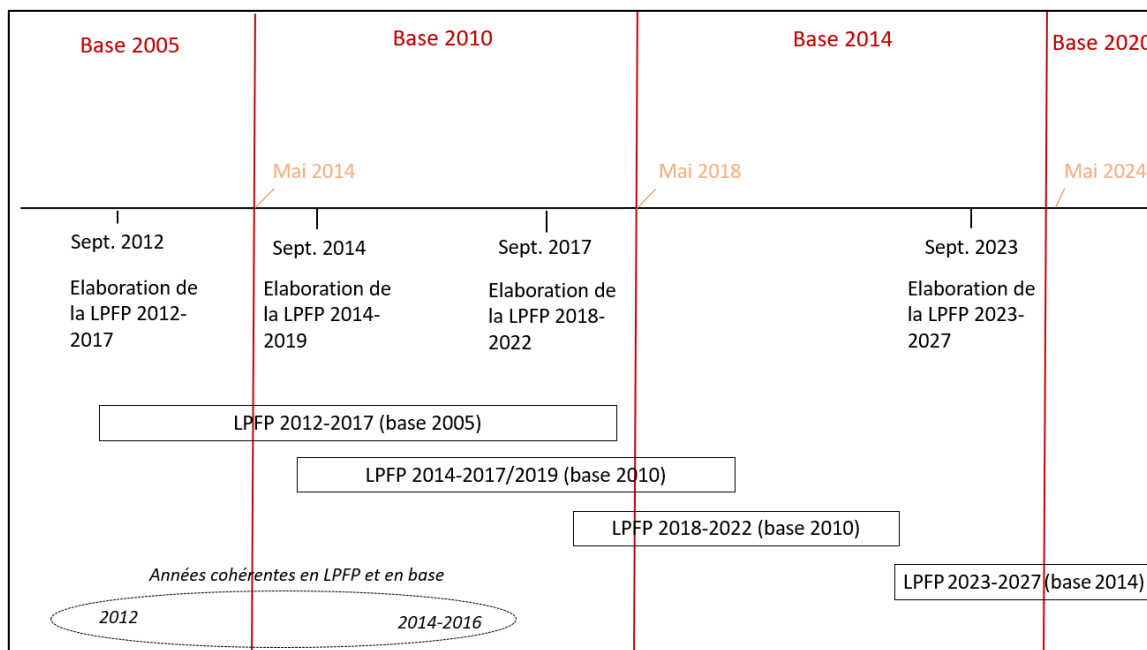 Base 2005
Base 2010
Base 2014
Base 2020
Mai 2014
Mai 2018
Mai 2024
Sept. 2012
Elaboration de
la LPFP 2012-
2017
Sept. 2014
Elaboration de
la LPFP 2014-
2019
Sept. 2017
Elaboration de
la LPFP 2018-
2022
Sept. 2023
Elaboration de
la LPFP 2023-
2027
LPFP 2012-2017 (base 2005)
LPFP 2014-2017/2019 (base 2010)
LPFP 2018-2022 (base 2010)
LPFP 2023-2027 (base 2014)
Années cohérentes en LPFP et en base
2012
2014-2016